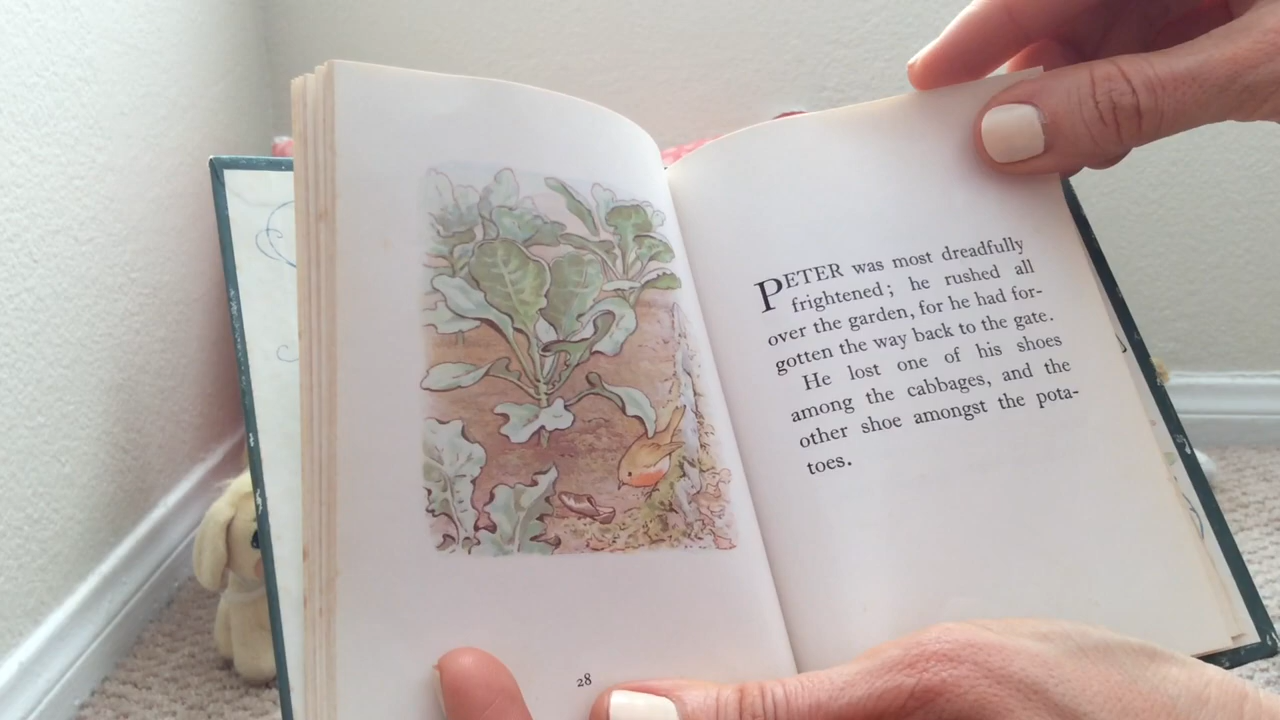 28
PETER was most dreadfully
frightened; he rushed all
over the garden, for he had for-
gotten the way back to the gate.
He lost one of his shoes
among the cabbages, and the
other shoe amongst the pota-
toes.